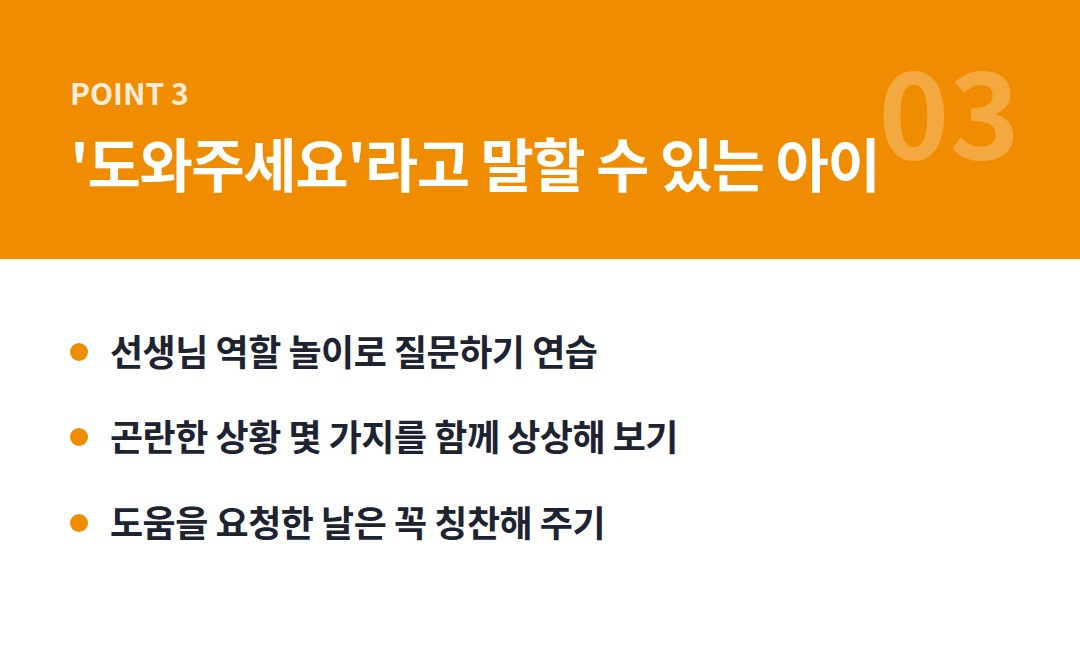 POINT 3
03
'도와주세요'라고 말할 수 있는 아이
선생님 역할 놀이로 질문하기 연습
곤란한 상황 몇 가지를 함께 상상해 보기
도움을 요청한 날은 꼭 칭찬해 주기